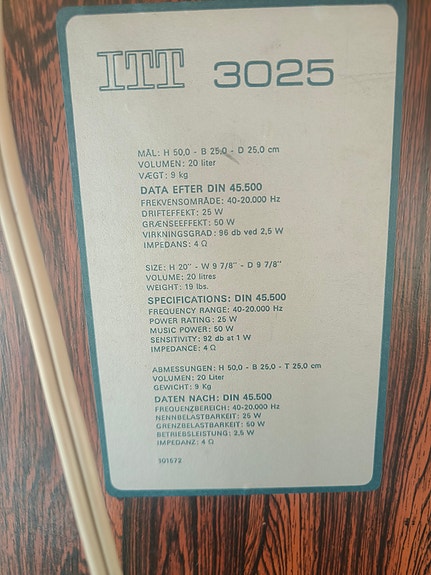 ITT 3025
MÅL: H 50,0 - B 25,0 - D 25,0 cm
VOLUMEN: 20 liter
VÆGT: 9 kg
DATA EFTER DIN 45.500
FREKVENSOMRÅDE: 40-20.000 Hz
DRIFTEFFEKT: 25 W
GRÆNSEEFFEKT: 50 W
VIRKNINGSGRAD: 96 db ved 2,5 W
IMPEDANS: 4 Ω
SIZE: H 20" - W 9 7/8" - D 9 7/8"
VOLUME: 20 litres
WEIGHT: 19 lbs.
SPECIFICATIONS: DIN 45.500
FREQUENCY RANGE: 40-20.000 Hz
POWER RATING: 25 W
MUSIC POWER: 50 W
SENSITIVITY: 92 db at 1 W
IMPEDANCE: 4 Ω
ABMESSUNGEN: H 50,0 - B 25,0 - T 25,0 cm
VOLUMEN: 20 Liter
GEWICHT: 9 Kg
DATEN NACH: DIN 45.500
FREQUENZBEREICH: 40-20.000 Hz
NENNBELASTBARKEIT: 25 W
GRENZBELASTBARKEIT: 50 W
BETRIEBSLEISTUNG: 2,5 W
IMPEDANZ: 4 Ω
101672